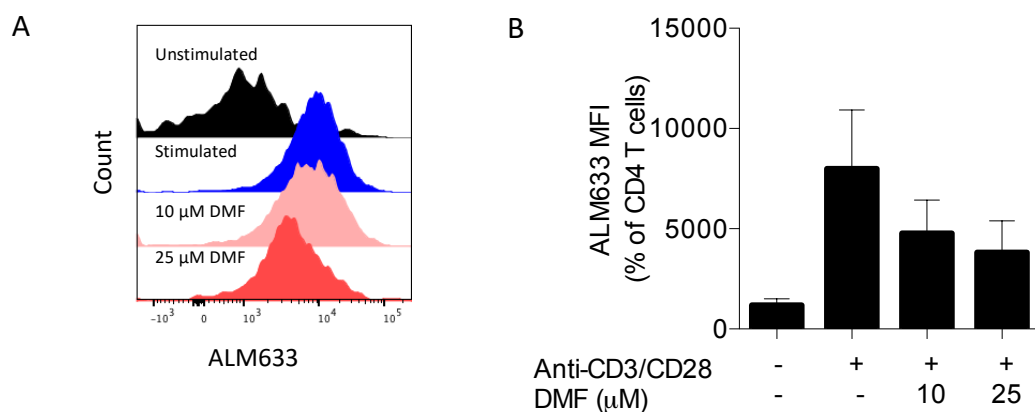 A
Unstimulated
Stimulated
10 µM DMF
25 µM DMF
Count
-10³ 0 10³ 10⁴ 10⁵
ALM633
B
ALM633 MFI
(% of CD4 T cells)
15000
10000
5000
0
Anti-CD3/CD28 - + + +
DMF (µM) - - 10 25